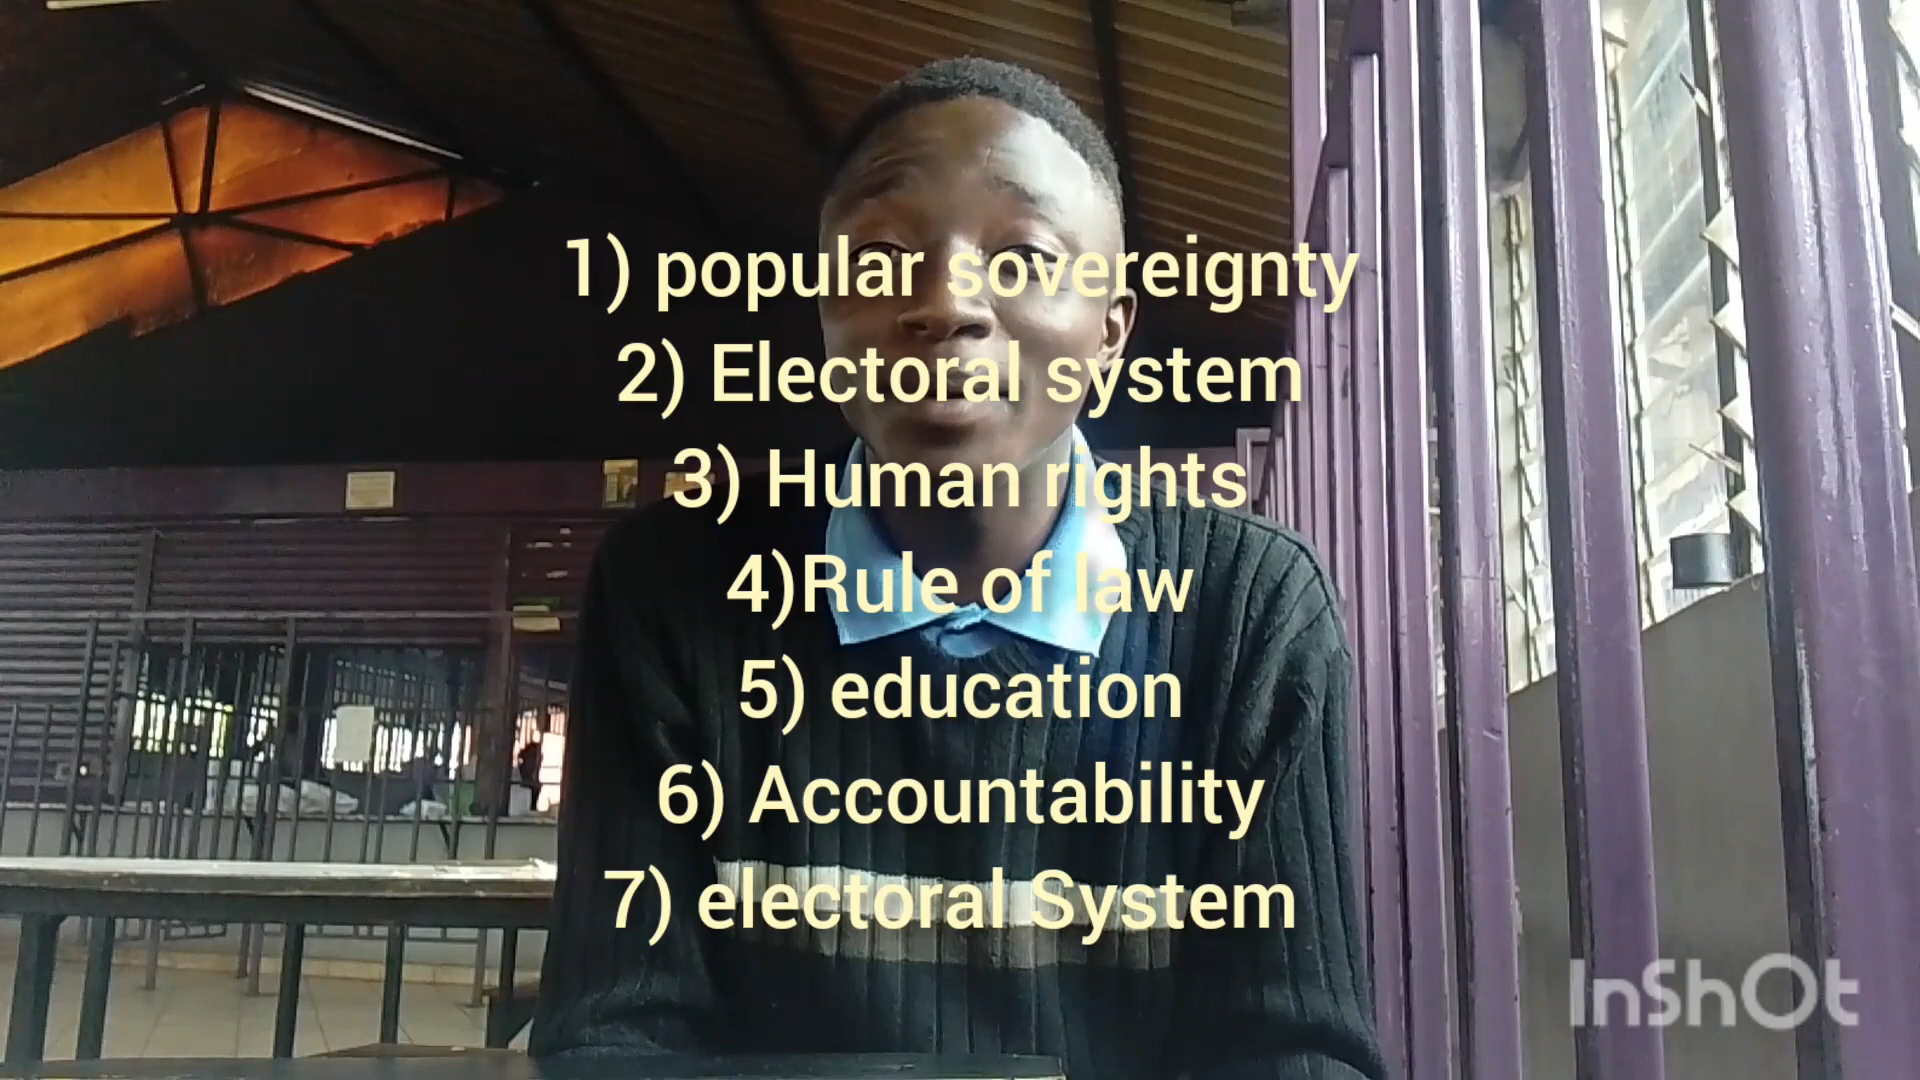 1) popular sovereignty
2) Electoral system
3) Human rights
4)Rule of law
5) education
6) Accountability
7) electoral System
InShOt